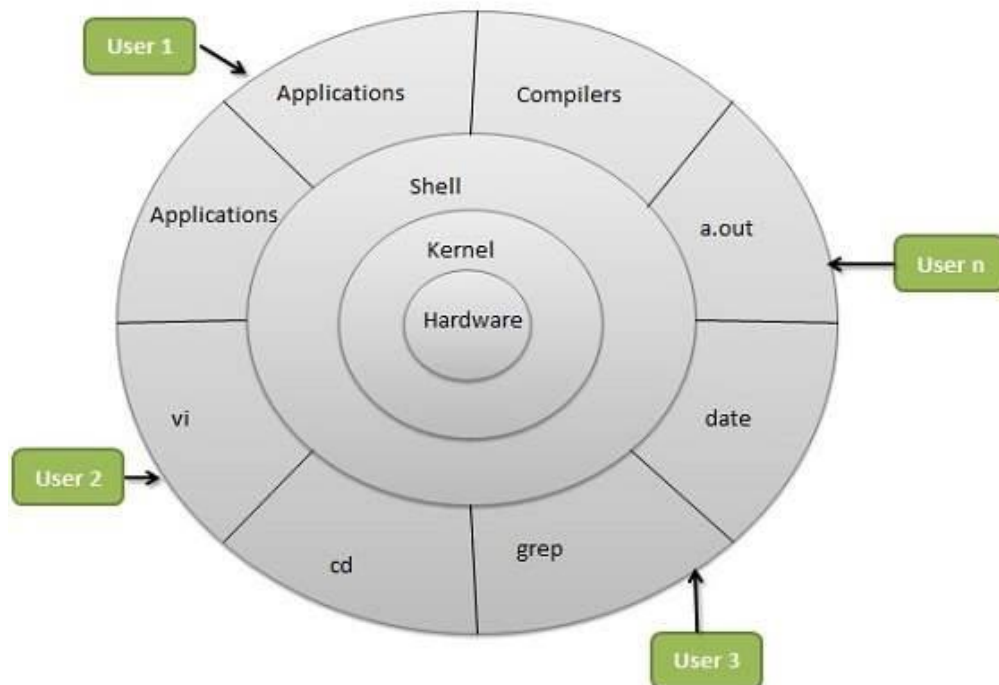 User 1
Applications
Compilers
Shell
Applications
a.out
Kernel
User n
Hardware
vi
date
User 2
grep
cd
User 3